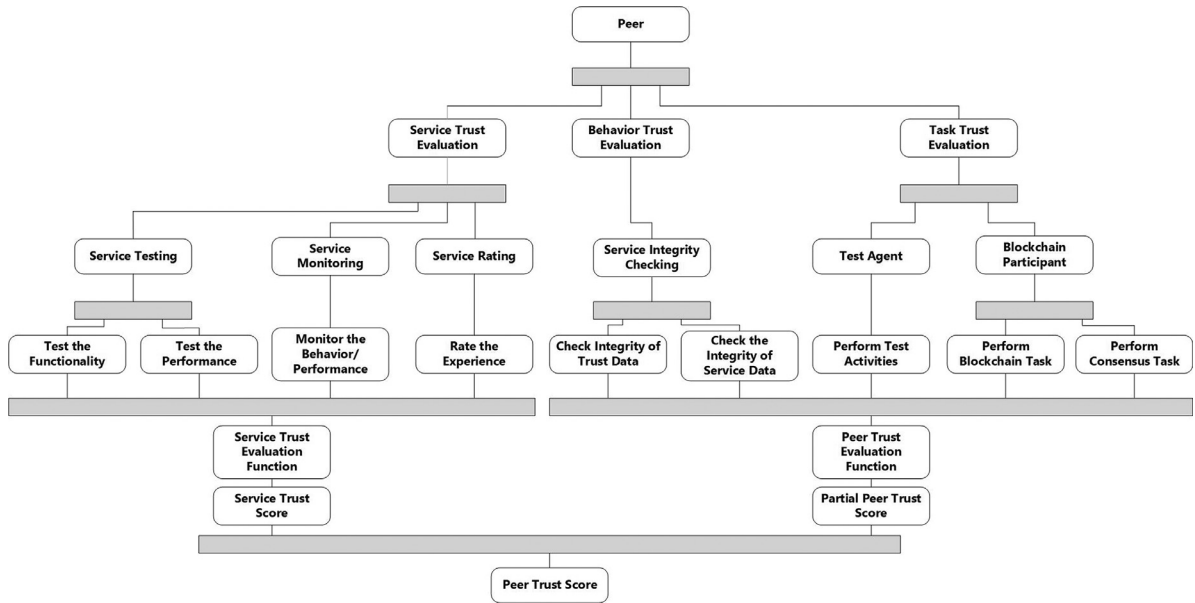 Peer
Service Trust
Evaluation
Behavior Trust
Evaluation
Task Trust
Evaluation
Service Testing
Service
Monitoring
Service Rating
Service Integrity
Checking
Test Agent
Blockchain
Participant
Test the
Functionality
Test the
Performance
Monitor the
Behavior/
Performance
Rate the
Experience
Check Integrity of
Trust Data
Check the
Integrity of
Service Data
Perform Test
Activities
Perform
Blockchain Task
Perform
Consensus Task
Service Trust
Evaluation
Function
Peer Trust
Evaluation
Function
Service Trust
Score
Partial Peer Trust
Score
Peer Trust Score